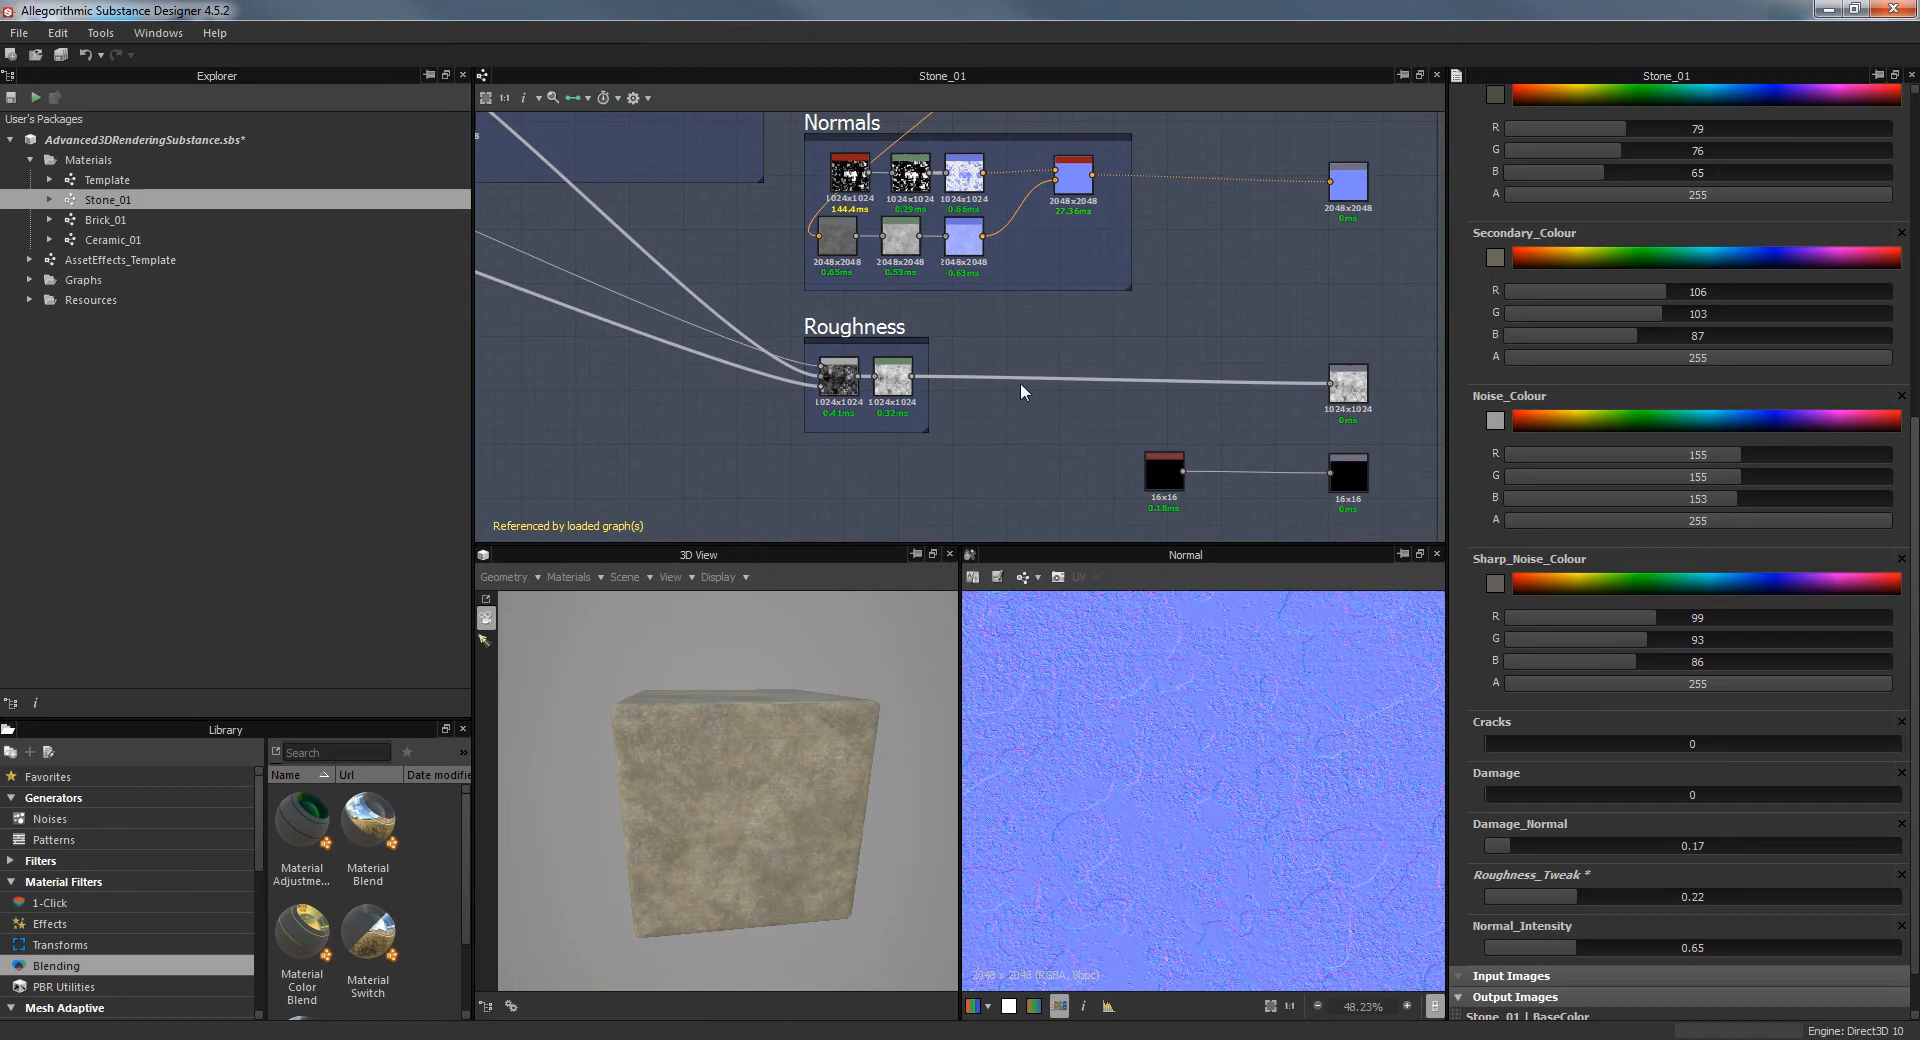 Allegorithmic Substance Designer 4.5.2
File Edit Tools Windows Help
Explorer
User's Packages
Advanced3DRenderingSubstance.sbs*
Materials
Template
Stone_01
Brick_01
Ceramic_01
AssetEffects_Template
Graphs
Resources
Library
Search
Name Url Date modifie
Favorites
Generators
Noises
Patterns
Filters
Material Filters
1-Click
Effects
Transforms
Blending
PBR Utilities
Mesh Adaptive
Material Adjustme...
Material Blend
Material Color Blend
Material Switch
Stone_01
1:1
Normals
1024x1024
144.4ms
1024x1024
0.29ms
1024x1024
0.66ms
2048x2048
27.36ms
2048x2048
0ms
2048x2048
0.65ms
2048x2048
0.53ms
2048x2048
0.63ms
Roughness
1024x1024
0.41ms
1024x1024
0.32ms
1024x1024
0ms
16x16
0.18ms
16x16
0ms
Referenced by loaded graph(s)
3D View
Geometry Materials Scene View Display
Normal
UV
2048 x 2048 (RGBA, 8bpc)
1:1
48.23%
Stone_01
R 79
G 76
B 65
A 255
Secondary_Colour
R 106
G 103
B 87
A 255
Noise_Colour
R 155
G 155
B 153
A 255
Sharp_Noise_Colour
R 99
G 93
B 86
A 255
Cracks
0
Damage
0
Damage_Normal
0.17
Roughness_Tweak *
0.22
Normal_Intensity
0.65
Input Images
Output Images
Stone_01 | BaseColor
Engine: Direct3D 10